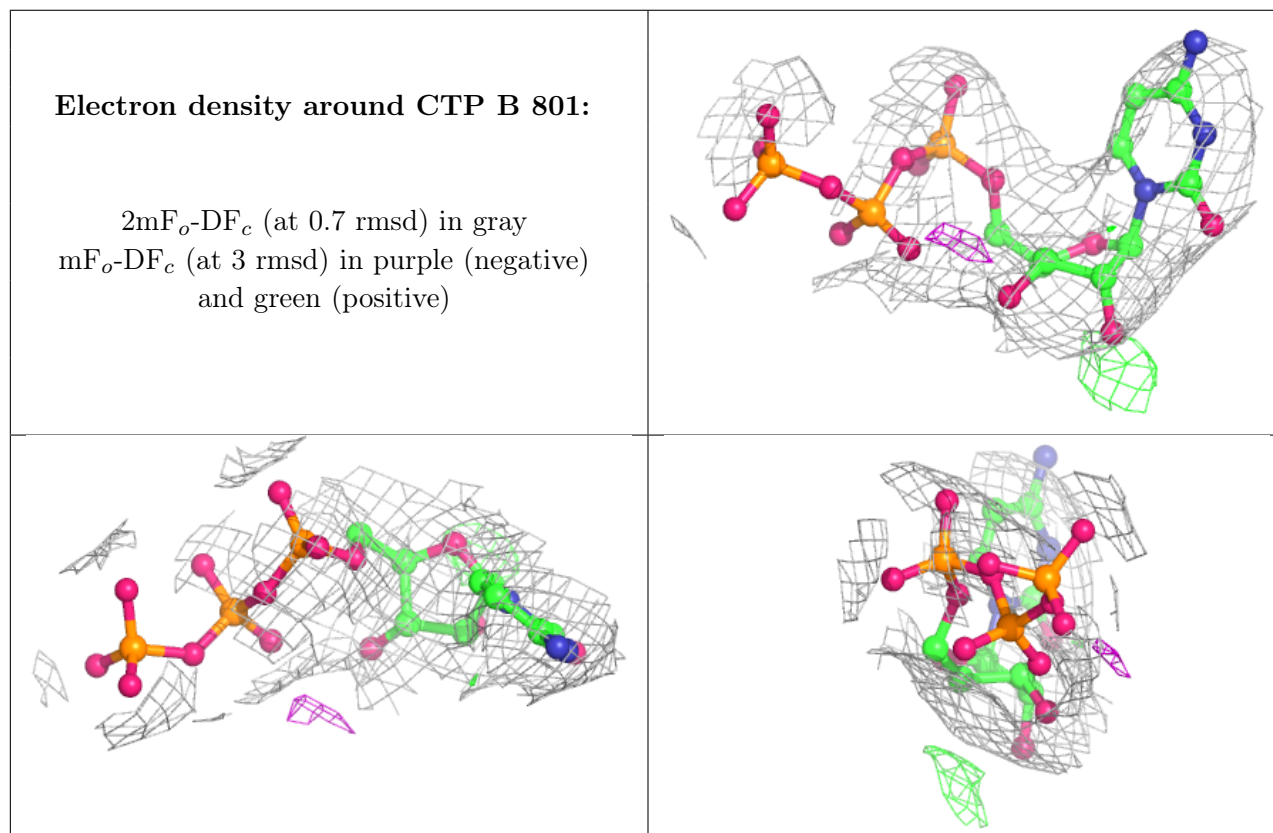 Electron density around CTP B 801:
2mFo-DFc (at 0.7 rmsd) in gray
mFo-DFc (at 3 rmsd) in purple (negative)
and green (positive)